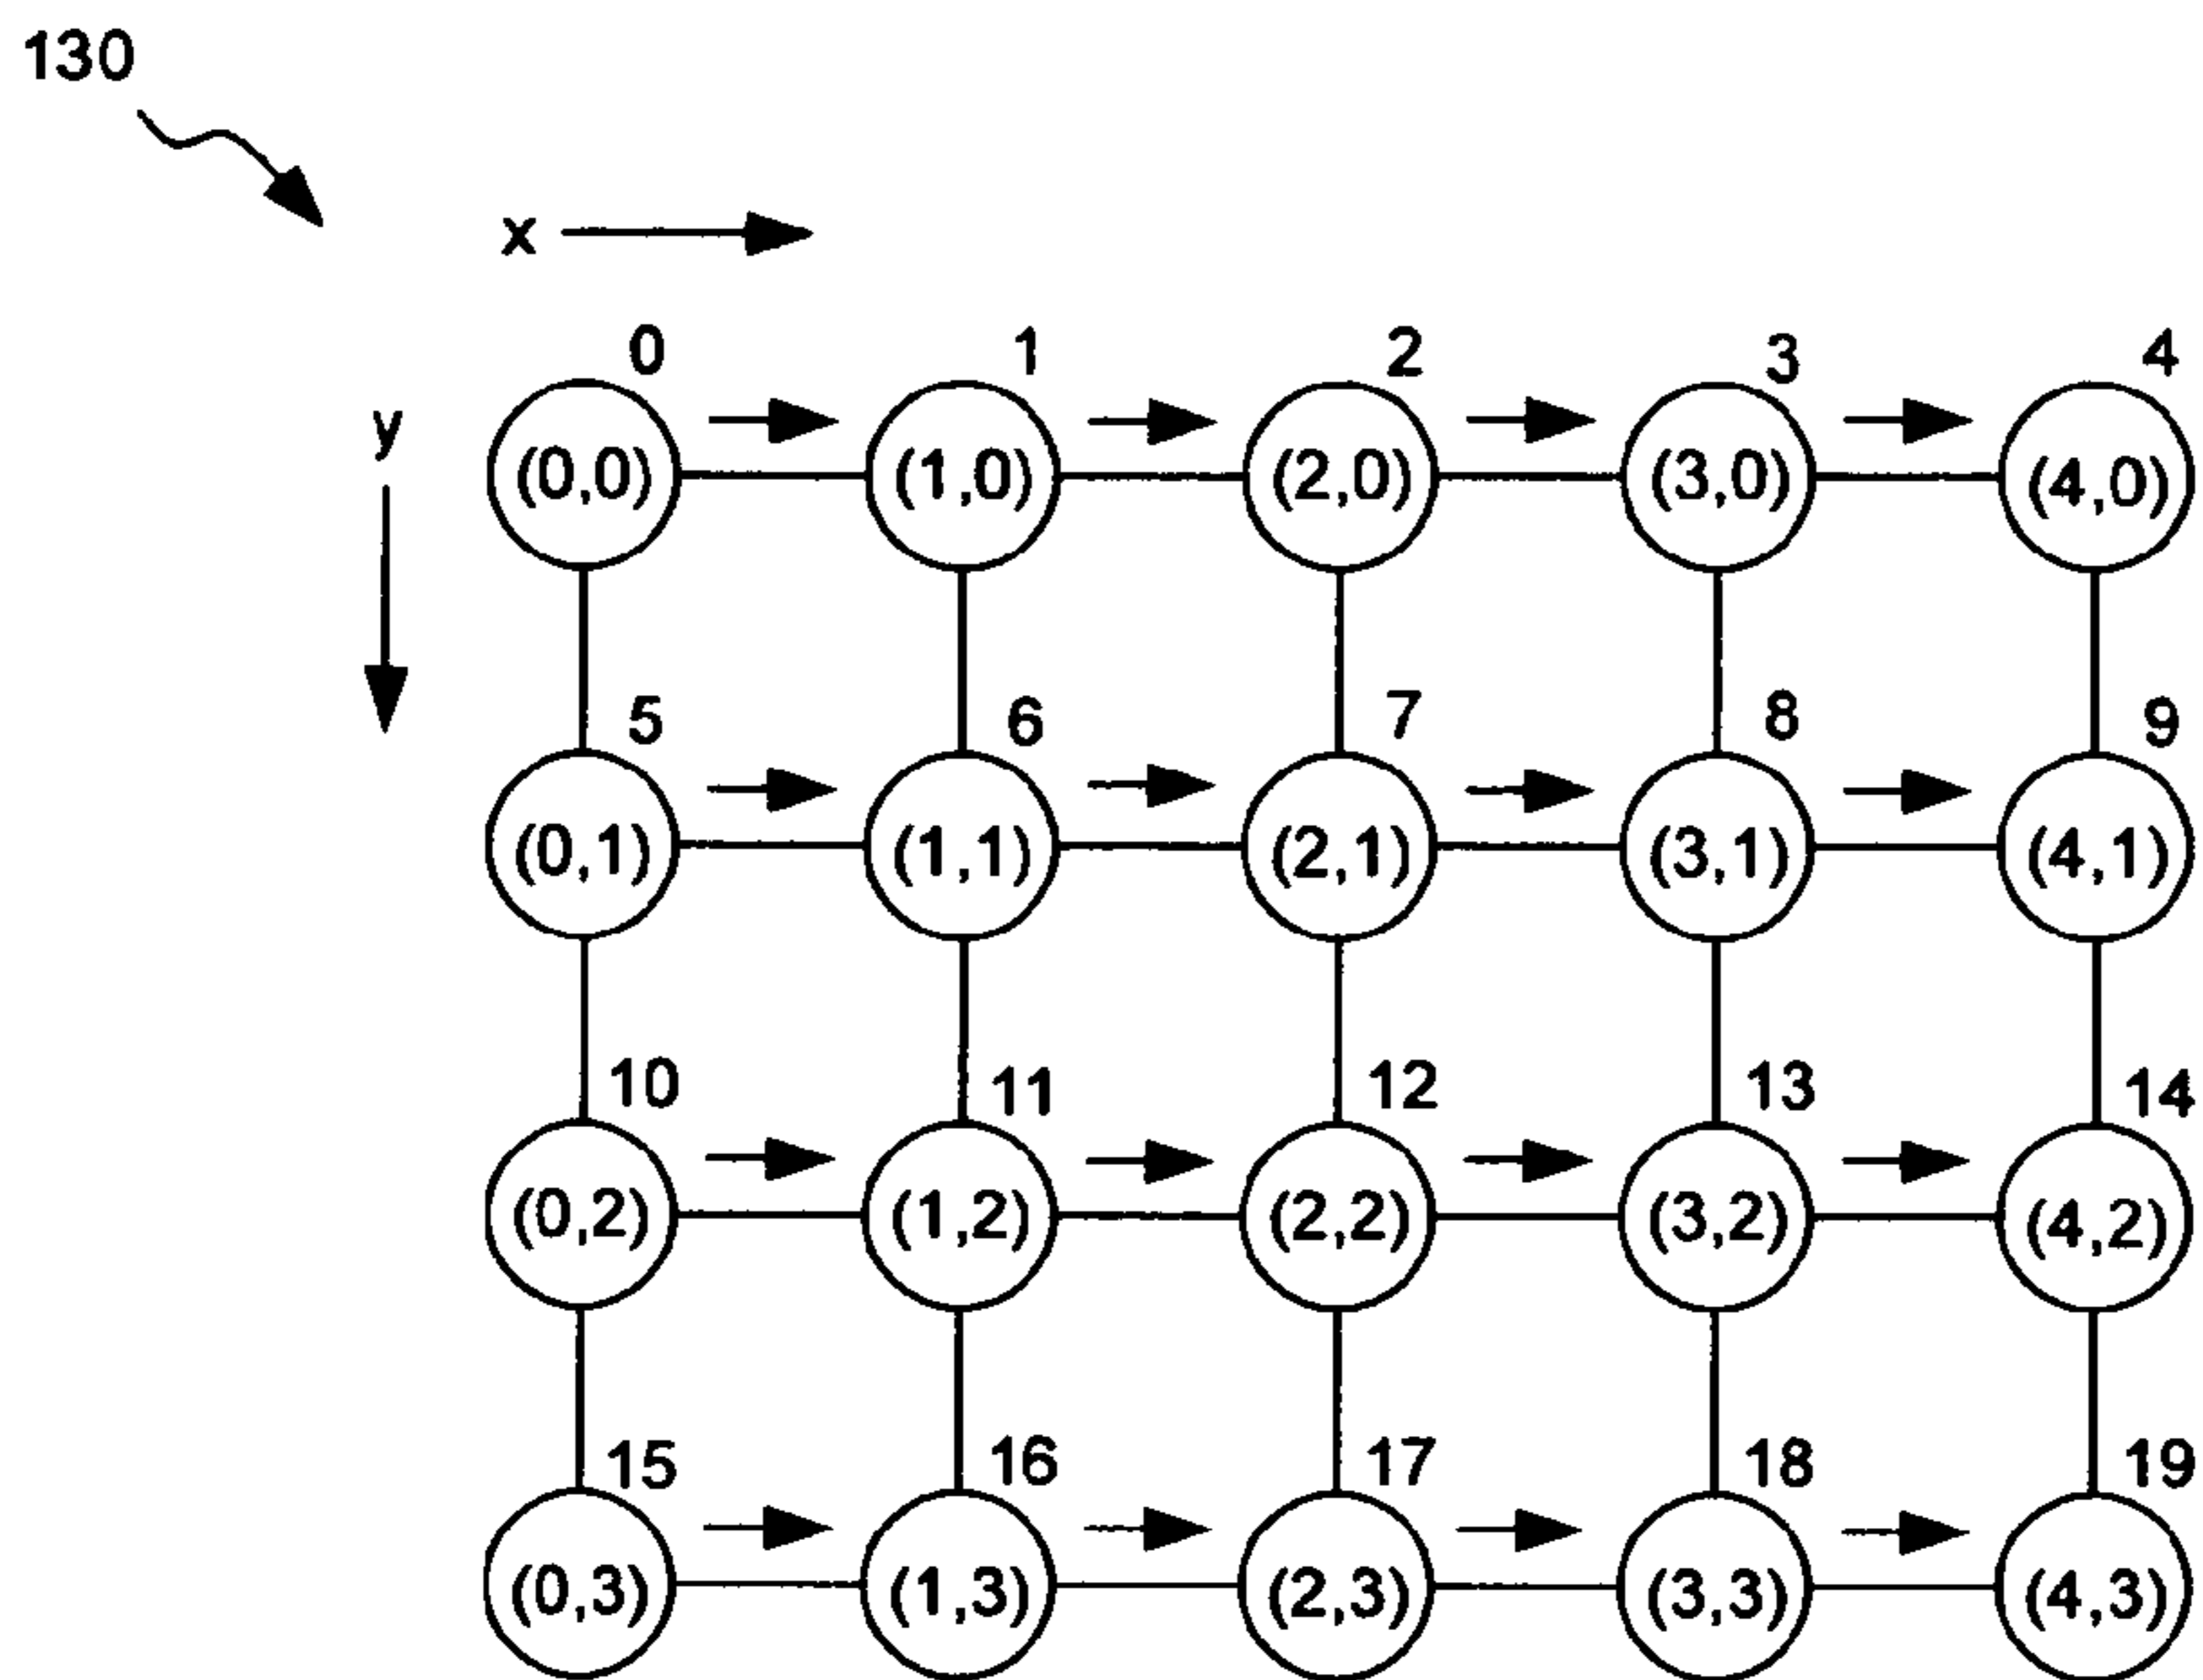 130
x
y
0 1 2 3 4
(0,0) (1,0) (2,0) (3,0) (4,0)
5 6 7 8 9
(0,1) (1,1) (2,1) (3,1) (4,1)
10 11 12 13 14
(0,2) (1,2) (2,2) (3,2) (4,2)
15 16 17 18 19
(0,3) (1,3) (2,3) (3,3) (4,3)